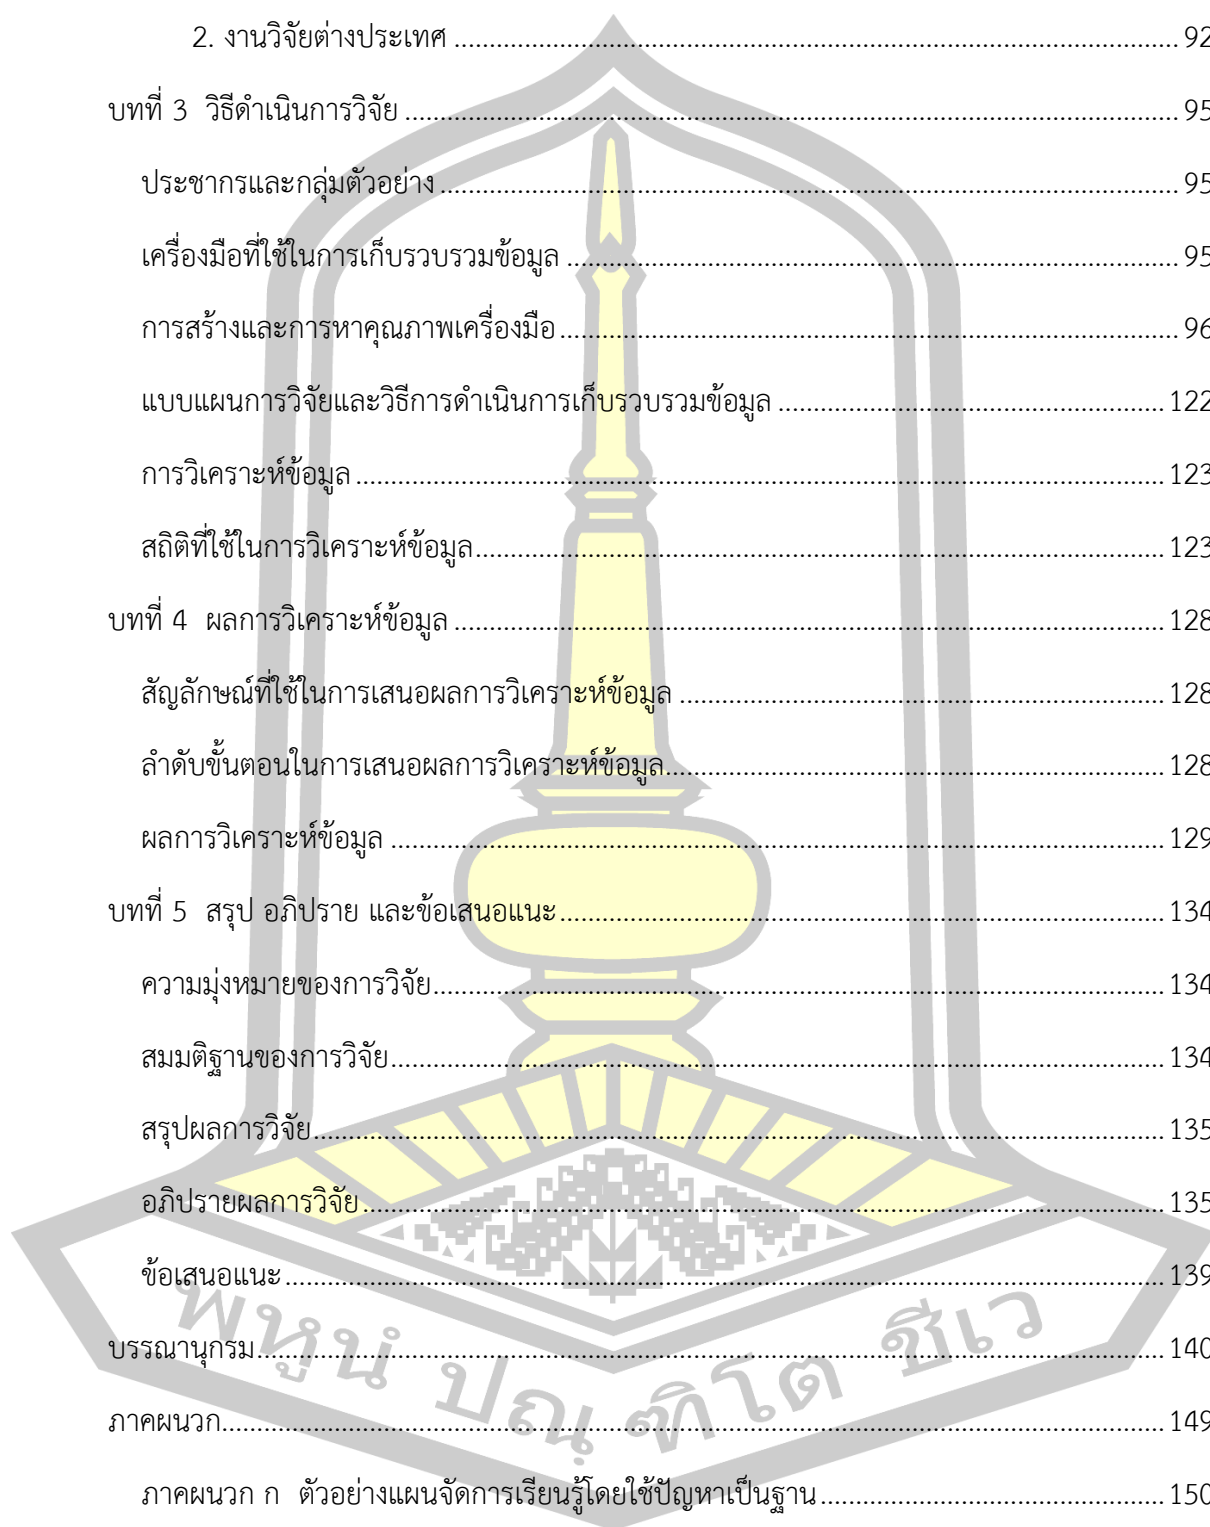 2. งานวิจัยต่างประเทศ ........ 92
บทที่ 3 วิธีดำเนินการวิจัย ........ 95
ประชากรและกลุ่มตัวอย่าง ........ 95
เครื่องมือที่ใช้ในการเก็บรวบรวมข้อมูล ........ 95
การสร้างและการหาคุณภาพเครื่องมือ ........ 96
แบบแผนการวิจัยและวิธีการดำเนินการเก็บรวบรวมข้อมูล ........ 122
การวิเคราะห์ข้อมูล ........ 123
สถิติที่ใช้ในการวิเคราะห์ข้อมูล ........ 123
บทที่ 4 ผลการวิเคราะห์ข้อมูล ........ 128
สัญลักษณ์ที่ใช้ในการเสนอผลการวิเคราะห์ข้อมูล ........ 128
ลำดับขั้นตอนในการเสนอผลการวิเคราะห์ข้อมูล ........ 128
ผลการวิเคราะห์ข้อมูล ........ 129
บทที่ 5 สรุป อภิปราย และข้อเสนอแนะ ........ 134
ความมุ่งหมายของการวิจัย ........ 134
สมมติฐานของการวิจัย ........ 134
สรุปผลการวิจัย ........ 135
อภิปรายผลการวิจัย ........ 135
ข้อเสนอแนะ ........ 139
บรรณานุกรม ........ 140
ภาคผนวก ........ 149
ภาคผนวก ก ตัวอย่างแผนจัดการเรียนรู้โดยใช้ปัญหาเป็นฐาน ........ 150
พหูนํ ปณฺฑิโต ชีเว